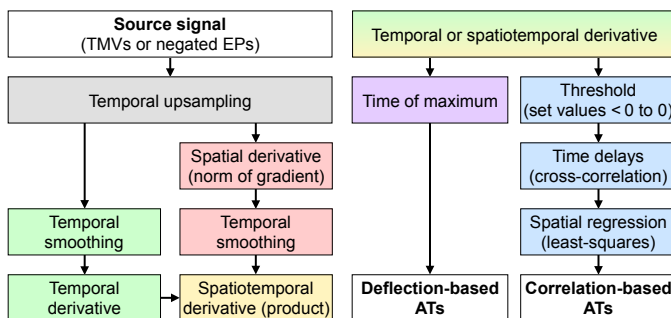 Source signal
(TMVs or negated EPs)
Temporal upsampling
Spatial derivative
(norm of gradient)
Temporal
smoothing
Temporal
smoothing
Temporal
derivative
Spatiotemporal
derivative (product)
Temporal or spatiotemporal derivative
Time of maximum
Threshold
(set values < 0 to 0)
Time delays
(cross-correlation)
Spatial regression
(least-squares)
Deflection-based
ATs
Correlation-based
ATs